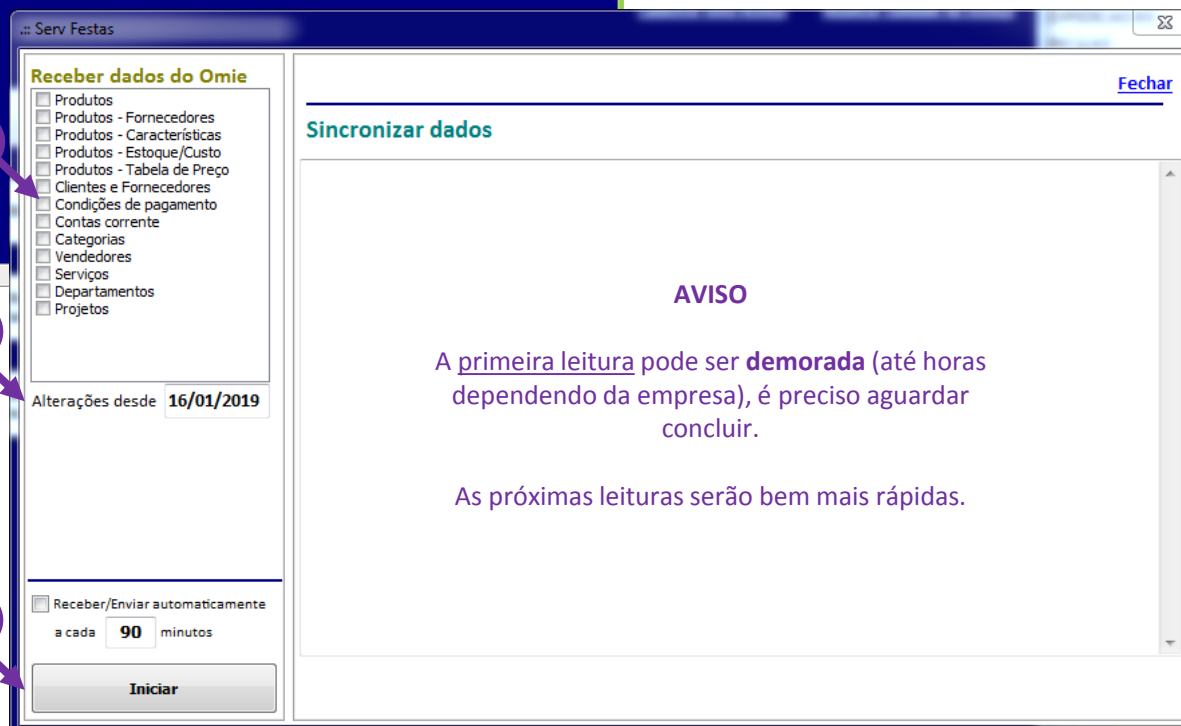 .:: Serv Festas
Receber dados do Omie
Produtos
Produtos - Fornecedores
Produtos - Características
Produtos - Estoque/Custo
Produtos - Tabela de Preço
Clientes e Fornecedores
Condições de pagamento
Contas corrente
Categorias
Vendedores
Serviços
Departamentos
Projetos
Alterações desde 16/01/2019
Receber/Enviar automaticamente
a cada 90 minutos
Iniciar
Fechar
Sincronizar dados
AVISO
A primeira leitura pode ser demorada (até horas
dependendo da empresa), é preciso aguardar
concluir.
As próximas leituras serão bem mais rápidas.